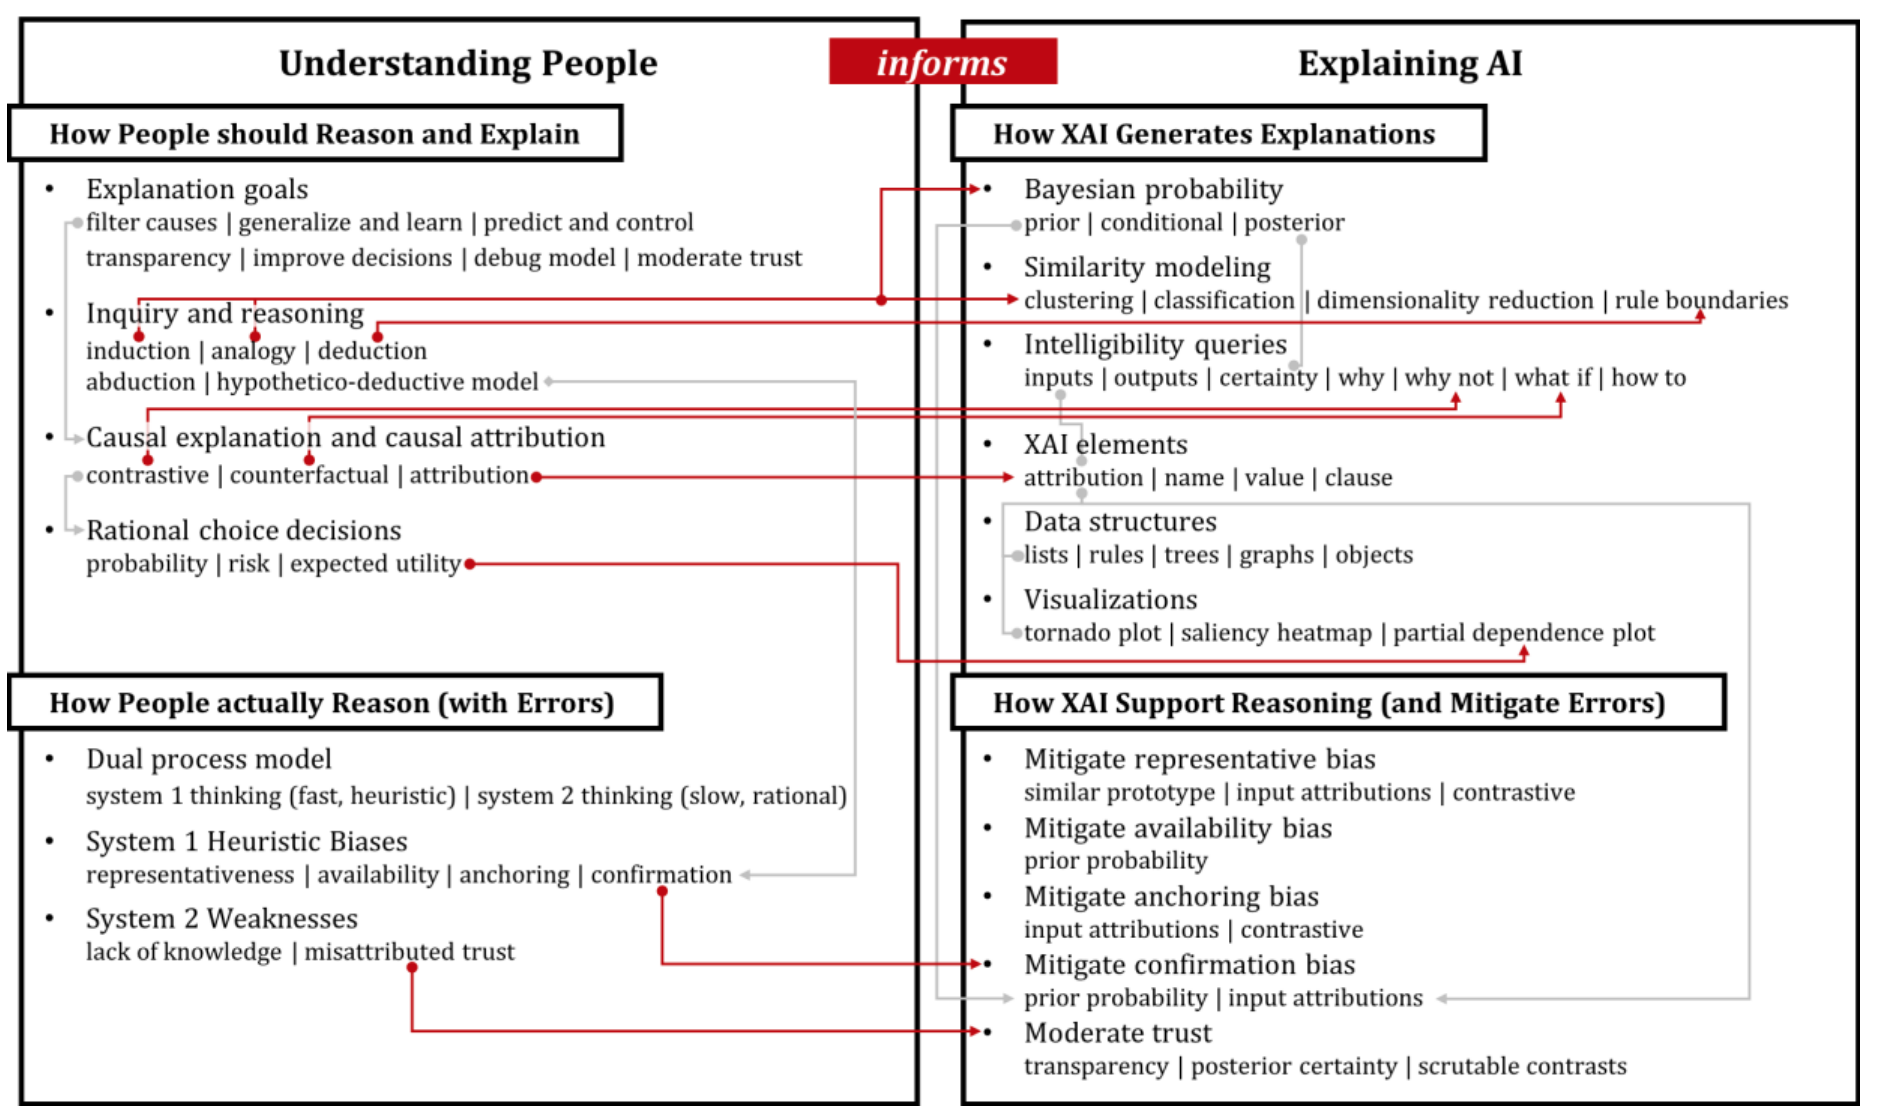 Understanding People
informs
Explaining AI
How People should Reason and Explain
• Explanation goals
filter causes | generalize and learn | predict and control
transparency | improve decisions | debug model | moderate trust
• Inquiry and reasoning
induction | analogy | deduction
abduction | hypothetico-deductive model
• Causal explanation and causal attribution
contrastive | counterfactual | attribution
• Rational choice decisions
probability | risk | expected utility
How People actually Reason (with Errors)
• Dual process model
system 1 thinking (fast, heuristic) | system 2 thinking (slow, rational)
• System 1 Heuristic Biases
representativeness | availability | anchoring | confirmation
• System 2 Weaknesses
lack of knowledge | misattributed trust
How XAI Generates Explanations
• Bayesian probability
prior | conditional | posterior
• Similarity modeling
clustering | classification | dimensionality reduction | rule boundaries
• Intelligibility queries
inputs | outputs | certainty | why | why not | what if | how to
• XAI elements
attribution | name | value | clause
• Data structures
lists | rules | trees | graphs | objects
• Visualizations
tornado plot | saliency heatmap | partial dependence plot
How XAI Support Reasoning (and Mitigate Errors)
• Mitigate representative bias
similar prototype | input attributions | contrastive
• Mitigate availability bias
prior probability
• Mitigate anchoring bias
input attributions | contrastive
• Mitigate confirmation bias
prior probability | input attributions
• Moderate trust
transparency | posterior certainty | scrutable contrasts